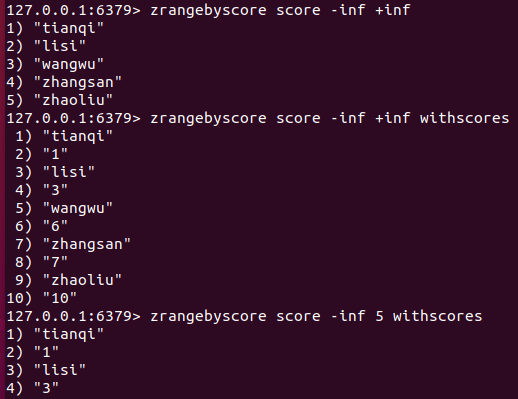 127.0.0.1:6379> zrangebyscore score -inf +inf
1) "tianqi"
2) "lisi"
3) "wangwu"
4) "zhangsan"
5) "zhaoliu"
127.0.0.1:6379> zrangebyscore score -inf +inf withscores
 1) "tianqi"
 2) "1"
 3) "lisi"
 4) "3"
 5) "wangwu"
 6) "6"
 7) "zhangsan"
 8) "7"
 9) "zhaoliu"
10) "10"
127.0.0.1:6379> zrangebyscore score -inf 5 withscores
1) "tianqi"
2) "1"
3) "lisi"
4) "3"